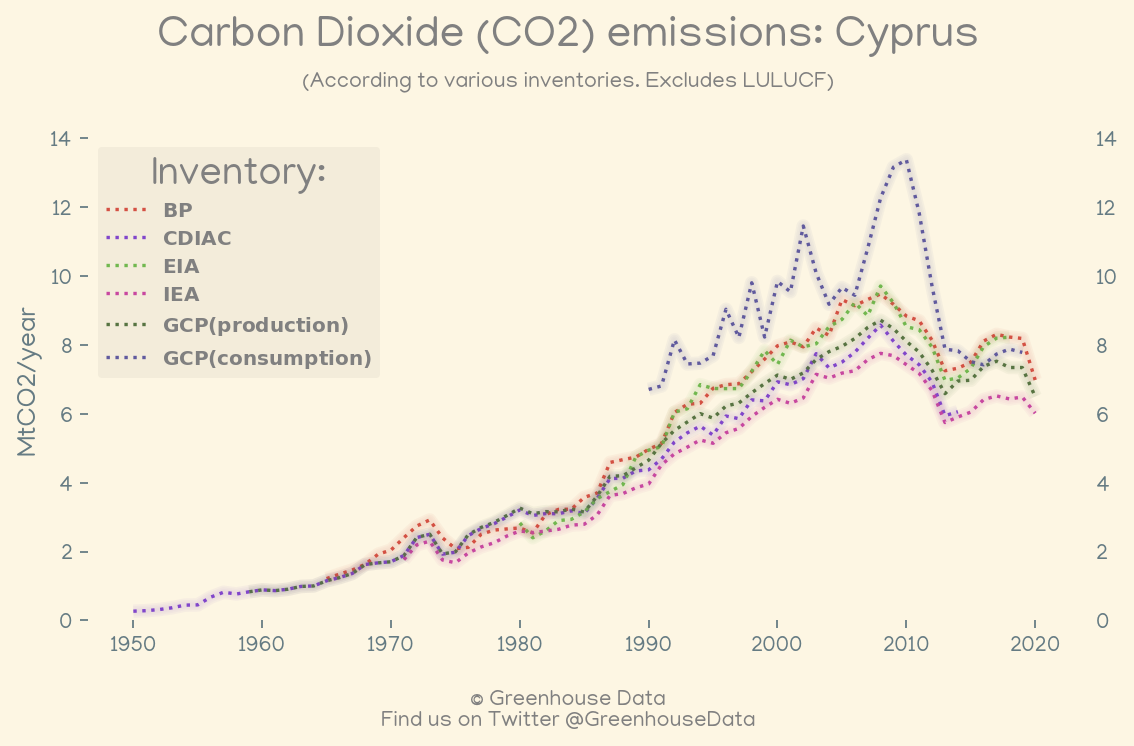 Carbon Dioxide (CO2) emissions: Cyprus
(According to various inventories. Excludes LULUCF)
MtCO2/year
14
12
10
8
6
4
2
0
Inventory:
BP
CDIAC
EIA
IEA
GCP(production)
GCP(consumption)
14
12
10
8
6
4
2
0
1950 1960 1970 1980 1990 2000 2010 2020
© Greenhouse Data
Find us on Twitter @GreenhouseData